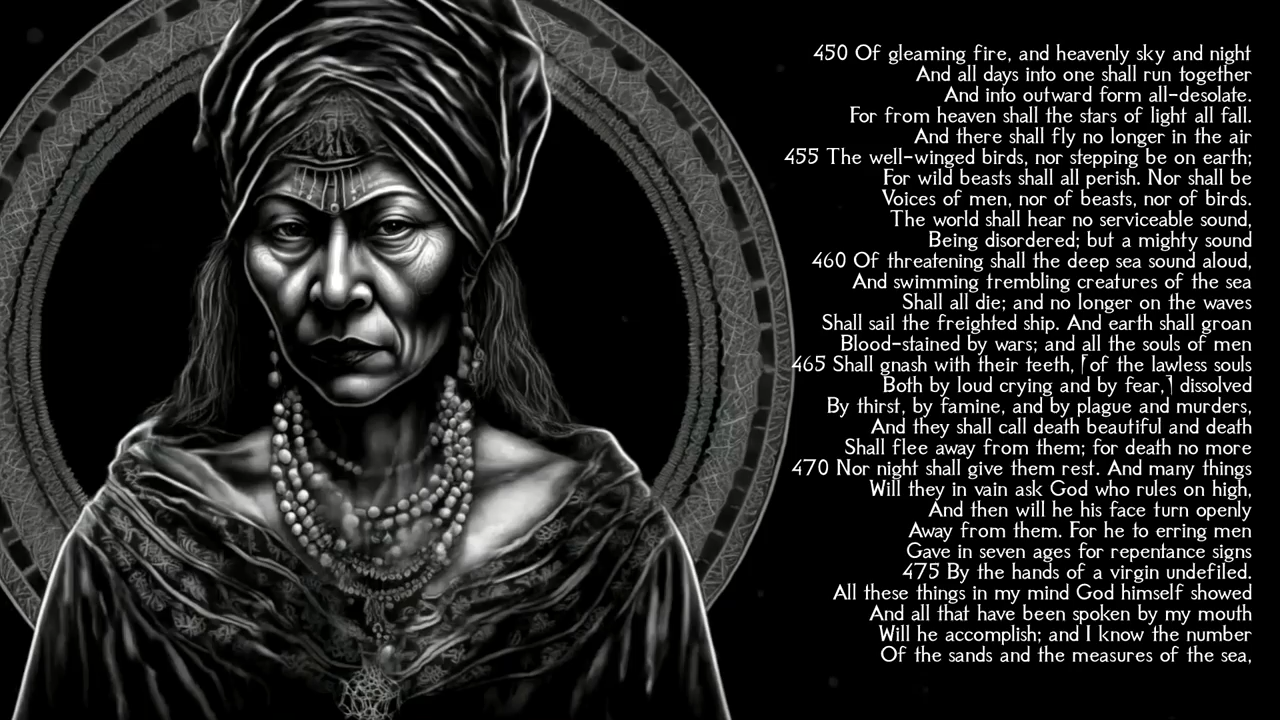 450 Of gleaming fire, and heavenly sky and night
And all days into one shall run together
And into outward form all-desolate.
For from heaven shall the stars of light all fall.
And there shall fly no longer in the air
455 The well-winged birds, nor stepping be on earth;
For wild beasts shall all perish. Nor shall be
Voices of men, nor of beasts, nor of birds.
The world shall hear no serviceable sound,
Being disordered; but a mighty sound
460 Of threatening shall the deep sea sound aloud,
And swimming trembling creatures of the sea
Shall all die; and no longer on the waves
Shall sail the freighted ship. And earth shall groan
Blood-stained by wars; and all the souls of men
465 Shall gnash with their teeth, ⌈of the lawless souls
Both by loud crying and by fear,⌉ dissolved
By thirst, by famine, and by plague and murders,
And they shall call death beautiful and death
Shall flee away from them; for death no more
470 Nor night shall give them rest. And many things
Will they in vain ask God who rules on high,
And then will he his face turn openly
Away from them. For he to erring men
Gave in seven ages for repentance signs
475 By the hands of a virgin undefiled.
All these things in my mind God himself showed
And all that have been spoken by my mouth
Will he accomplish; and I know the number
Of the sands and the measures of the sea,